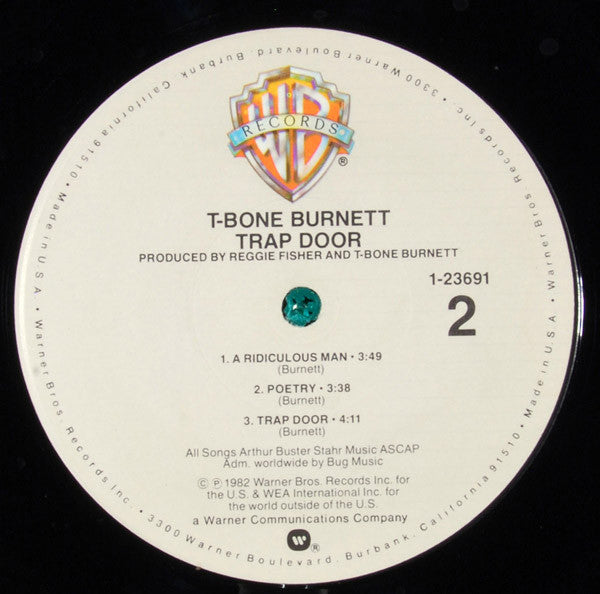 WB
RECORDS
®
T-BONE BURNETT
TRAP DOOR
PRODUCED BY REGGIE FISHER AND T-BONE BURNETT
1-23691
2
1. A RIDICULOUS MAN • 3:49
(Burnett)
2. POETRY • 3:38
(Burnett)
3. TRAP DOOR • 4:11
(Burnett)
All Songs Arthur Buster Stahr Music ASCAP
Adm. worldwide by Bug Music
© ℗ 1982 Warner Bros. Records Inc. for
the U.S. & WEA International Inc. for
the world outside of the U.S.
a Warner Communications Company
W®
Made in U.S.A. • Warner Bros. Records Inc. • 3300 Warner Boulevard, Burbank, California 91510 •
Made in U.S.A. • Warner Bros. Records Inc. • 3300 Warner Boulevard, Burbank, California 91510 •